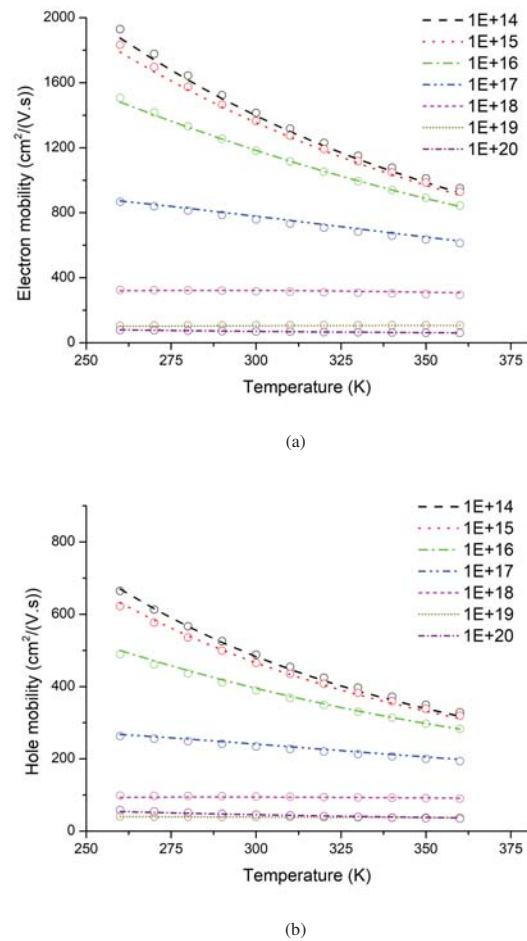 2000
1600
1200
800
400
0
Electron mobility (cm²/(V.s))
250 275 300 325 350 375
Temperature (K)
1E+14
1E+15
1E+16
1E+17
1E+18
1E+19
1E+20
(a)
800
600
400
200
0
Hole mobility (cm²/(V.s))
250 275 300 325 350 375
Temperature (K)
1E+14
1E+15
1E+16
1E+17
1E+18
1E+19
1E+20
(b)